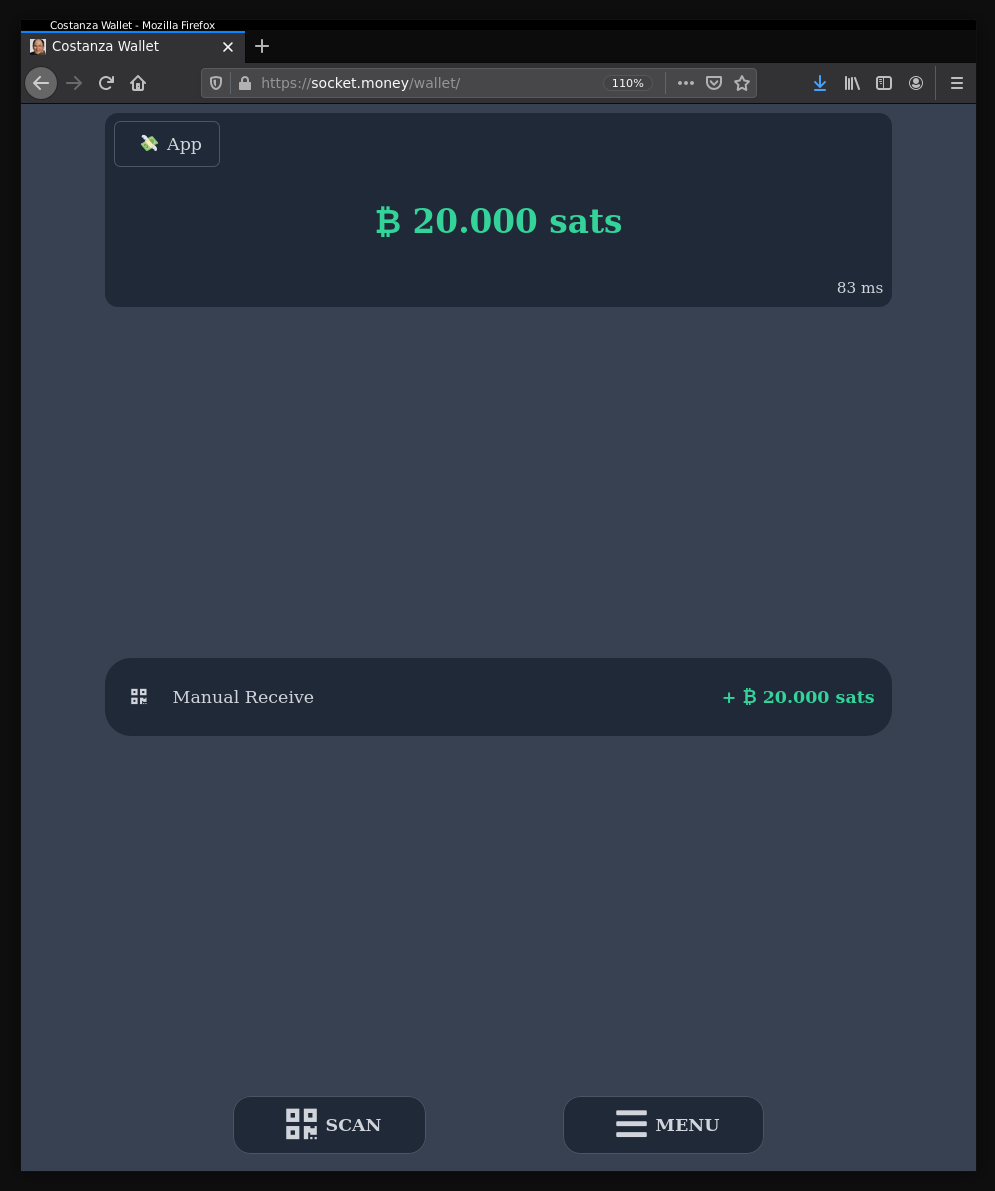 Costanza Wallet - Mozilla Firefox
Costanza Wallet
https://socket.money/wallet/ 110%
App
₿ 20.000 sats
83 ms
Manual Receive + ₿ 20.000 sats
SCAN MENU